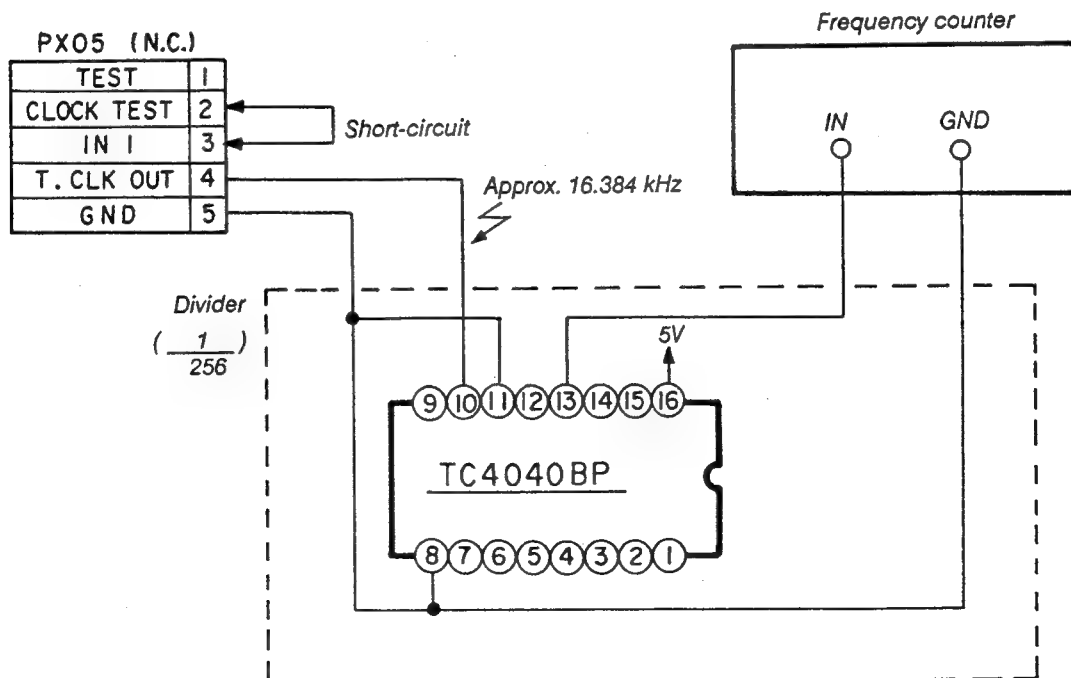 Frequency counter
PX05 (N.C.)
TEST 1
CLOCK TEST 2
IN 1 3
T. CLK OUT 4
GND 5
Short-circuit
IN GND
Approx. 16.384 kHz
Divider
( 1
256 )
5V
9 10 11 12 13 14 15 16
TC4040BP
8 7 6 5 4 3 2 1